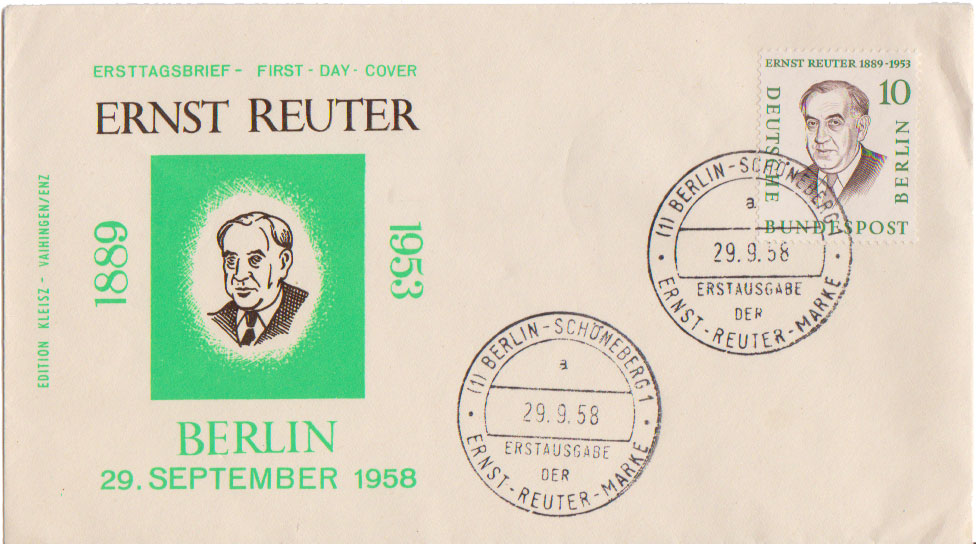 ERSTTAGSBRIEF - FIRST - DAY - COVER
ERNST REUTER
1889
1953
BERLIN
29. SEPTEMBER 1958
EDITION KLEISZ - VAIHINGEN/ENZ
ERNST REUTER 1889-1953
10
DEUTSCHE
BUNDESPOST
BERLIN
(1) BERLIN-SCHÖNEBERG 1
a
29.9.58
ERSTAUSGABE
DER
ERNST-REUTER-MARKE
(1) BERLIN-SCHÖNEBERG 1
a
29.9.58
ERSTAUSGABE
DER
ERNST-REUTER-MARKE